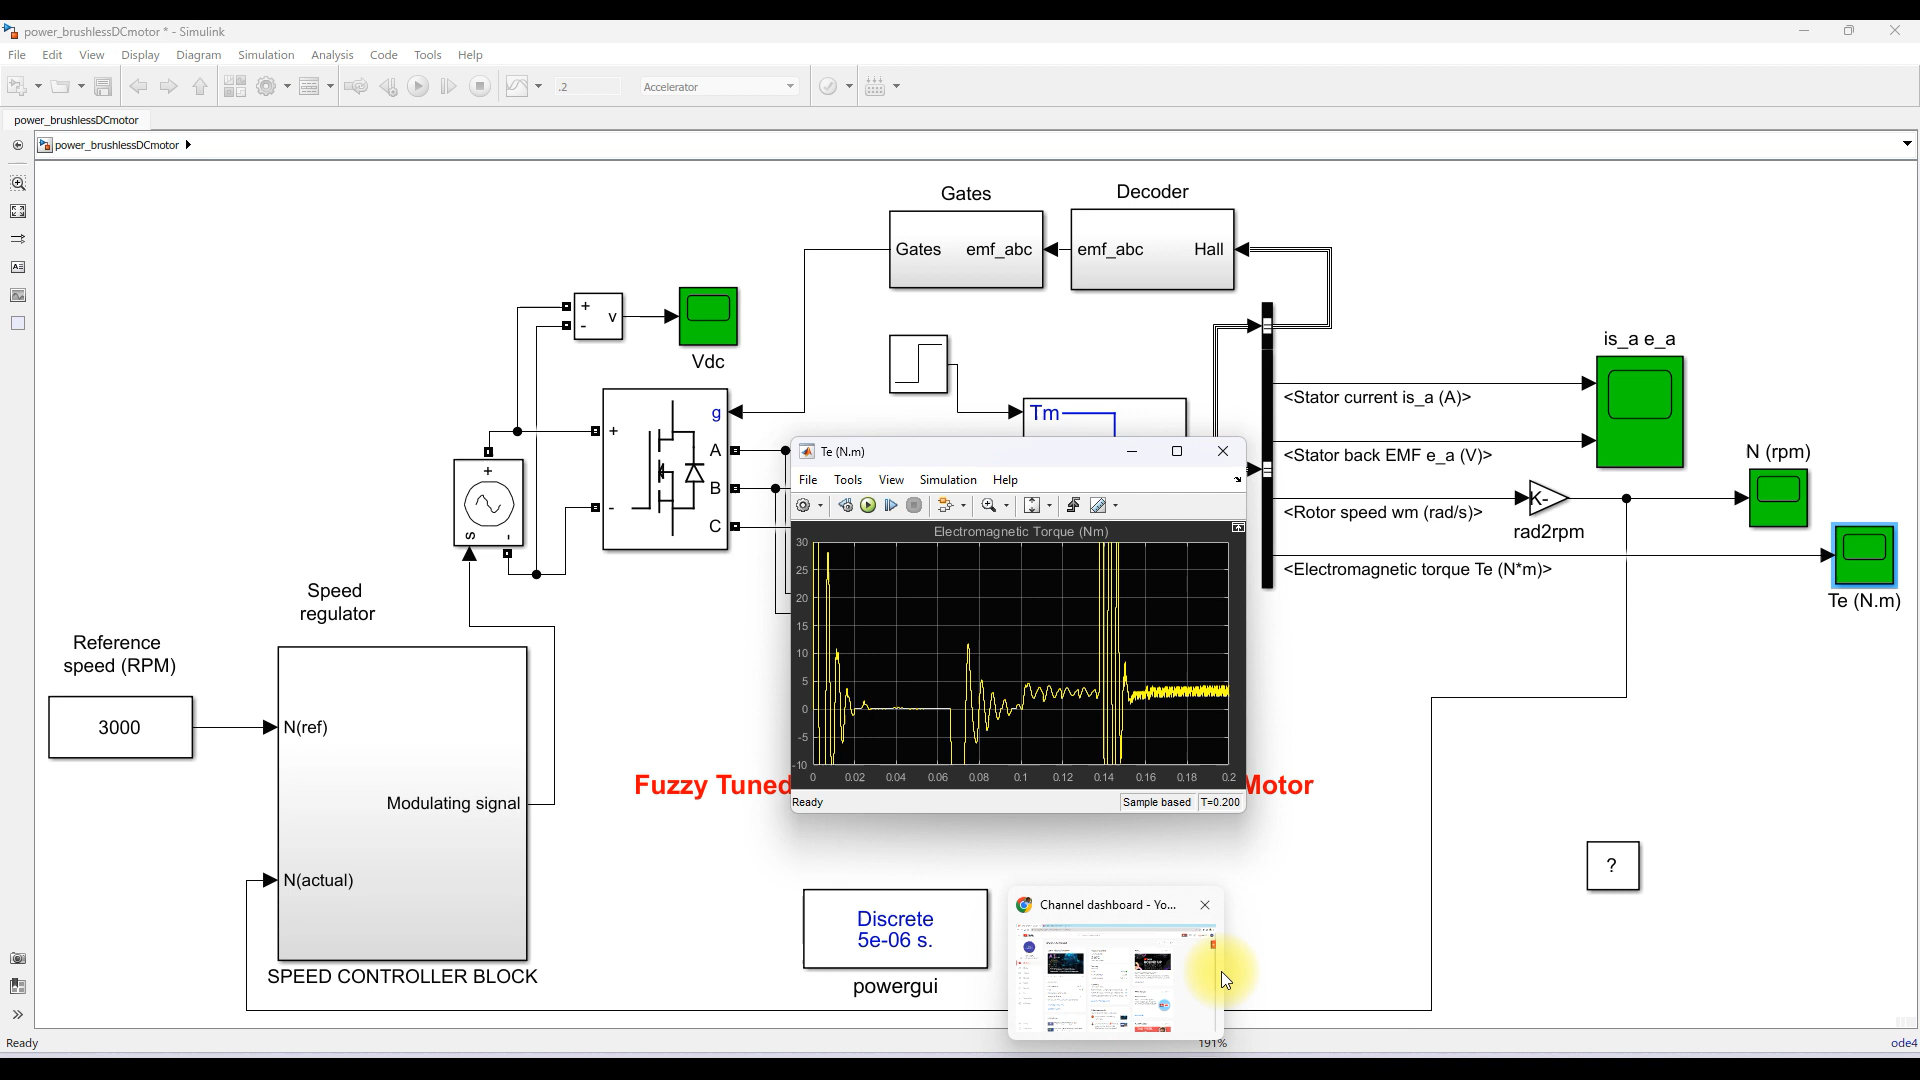 power_brushlessDCmotor * - Simulink
File Edit View Display Diagram Simulation Analysis Code Tools Help
.2 Accelerator
power_brushlessDCmotor
power_brushlessDCmotor
Gates
Decoder
Gates emf_abc
emf_abc Hall
+
-
v
Vdc
is_a e_a
<Stator current is_a (A)>
Tm
g
+
A
<Stator back EMF e_a (V)>
N (rpm)
+
s
-
B
-
C
K-
<Rotor speed wm (rad/s)>
rad2rpm
<Electromagnetic torque Te (N*m)>
Te (N.m)
Te (N.m)
File Tools View Simulation Help
Electromagnetic Torque (Nm)
30
25
20
15
10
5
0
-5
-10
0 0.02 0.04 0.06 0.08 0.1 0.12 0.14 0.16 0.18 0.2
Ready Sample based T=0.200
Speed
regulator
Reference
speed (RPM)
3000
N(ref)
Modulating signal
N(actual)
SPEED CONTROLLER BLOCK
Fuzzy Tuned
Motor
?
Discrete
5e-06 s.
powergui
Channel dashboard - Yo...
Ready 191% ode4